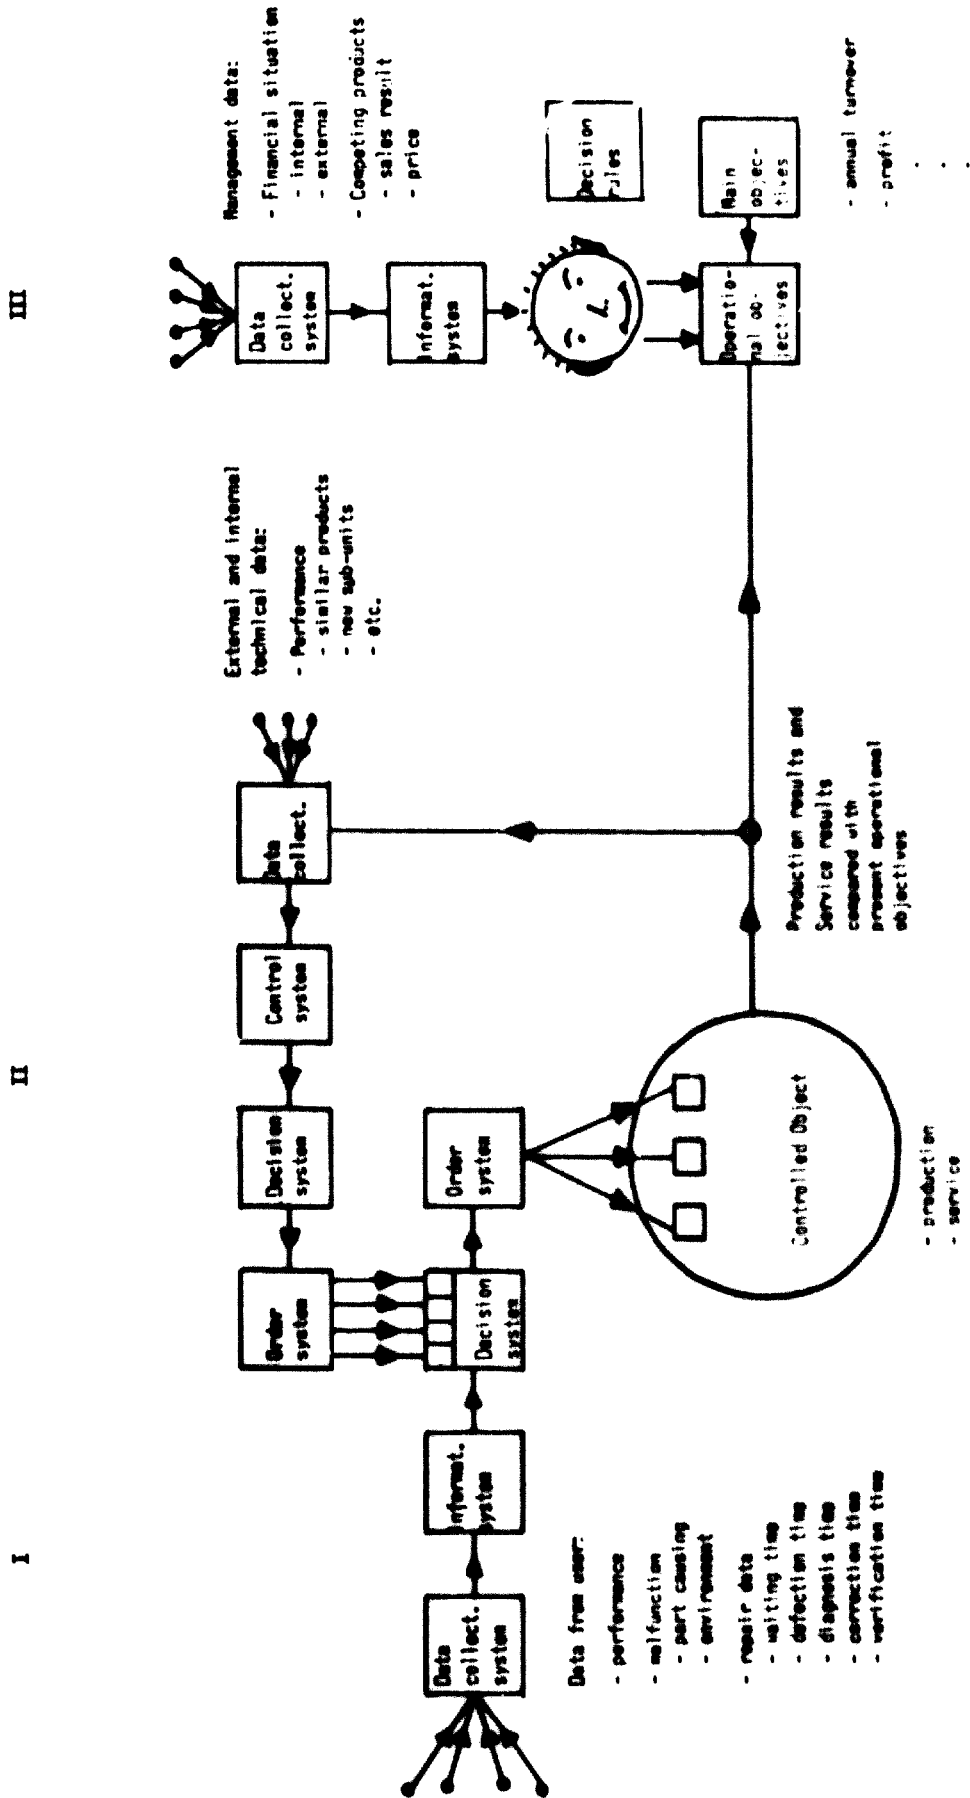 I
II
III
Data
collect.
system
Informat.
system
Decision
system
Order
system
Order
system
Decision
system
Control
system
Data
collect.
External and internal
technical data:
- Performance
- similar products
- new sub-units
- etc.
Data from user:
- performance
- malfunction
- part causing
- environment
- repair data
- waiting time
- detection time
- diagnosis time
- correction time
- verification time
Controlled Object
- production
- service
Production results and
Service results
compared with
present operational
objectives
Management data:
- Financial situation
- internal
- external
- Competing products
- sales result
- price
Data
collect.
system
Informat.
system
Decision
rules
Operatio-
nal ob-
jectives
Main
objec-
tives
- annual turnover
- profit
.
.